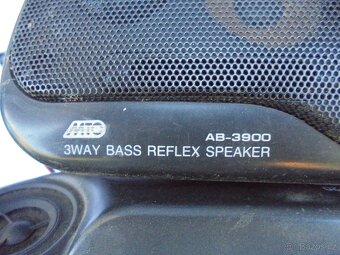 MTC AB-3900
3WAY BASS REFLEX SPEAKER